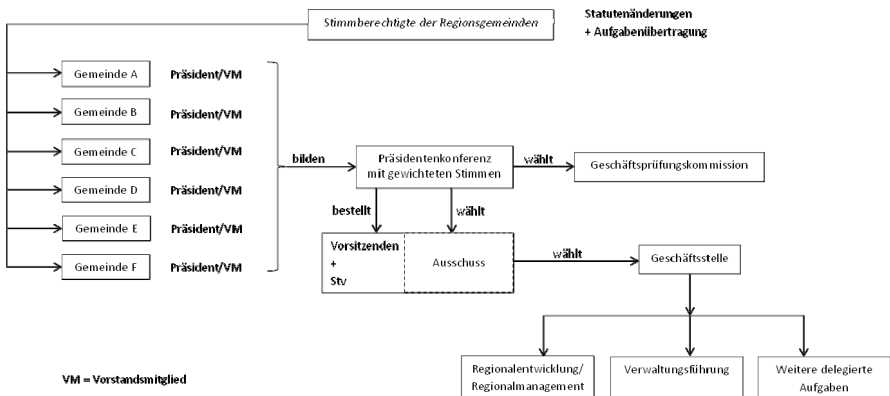 Stimmberechtigte der Regionsgemeinden
Statutenänderungen
+ Aufgabenübertragung
Gemeinde A
Präsident/VM
Gemeinde B
Präsident/VM
Gemeinde C
Präsident/VM
Gemeinde D
Präsident/VM
Gemeinde E
Präsident/VM
Gemeinde F
Präsident/VM
bilden
Präsidentenkonferenz
mit gewichteten Stimmen
wählt
Geschäftsprüfungskommission
bestellt
wählt
Vorsitzenden
+
Stv
Ausschuss
wählt
Geschäftsstelle
Regionalentwicklung/
Regionalmanagement
Verwaltungsführung
Weitere delegierte
Aufgaben
VM = Vorstandsmitglied